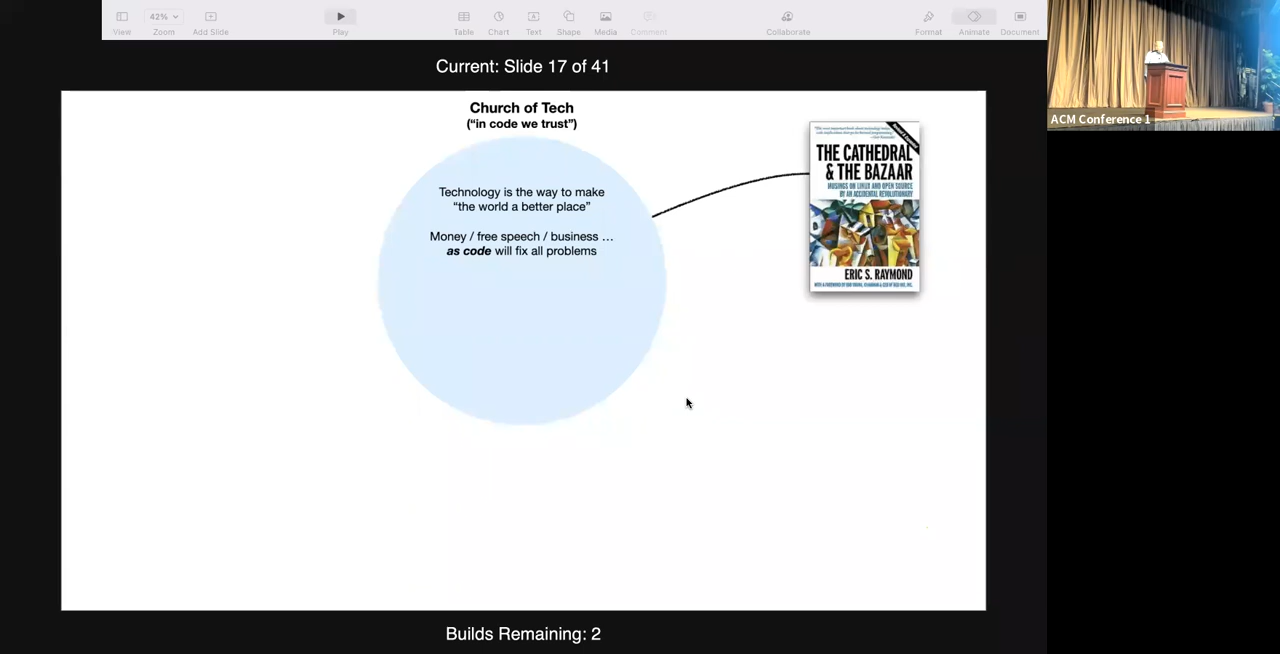 42%
View
Zoom
Add Slide
Play
Table
Chart
Text
Shape
Media
Comment
Collaborate
Format
Animate
Document
ACM Conference 1
Current: Slide 17 of 41
Church of Tech
(“in code we trust”)
Technology is the way to make
“the world a better place”
Money / free speech / business …
as code will fix all problems
THE CATHEDRAL
& THE BAZAAR
MUSINGS ON LINUX AND OPEN SOURCE
BY AN ACCIDENTAL REVOLUTIONARY
ERIC S. RAYMOND
Builds Remaining: 2